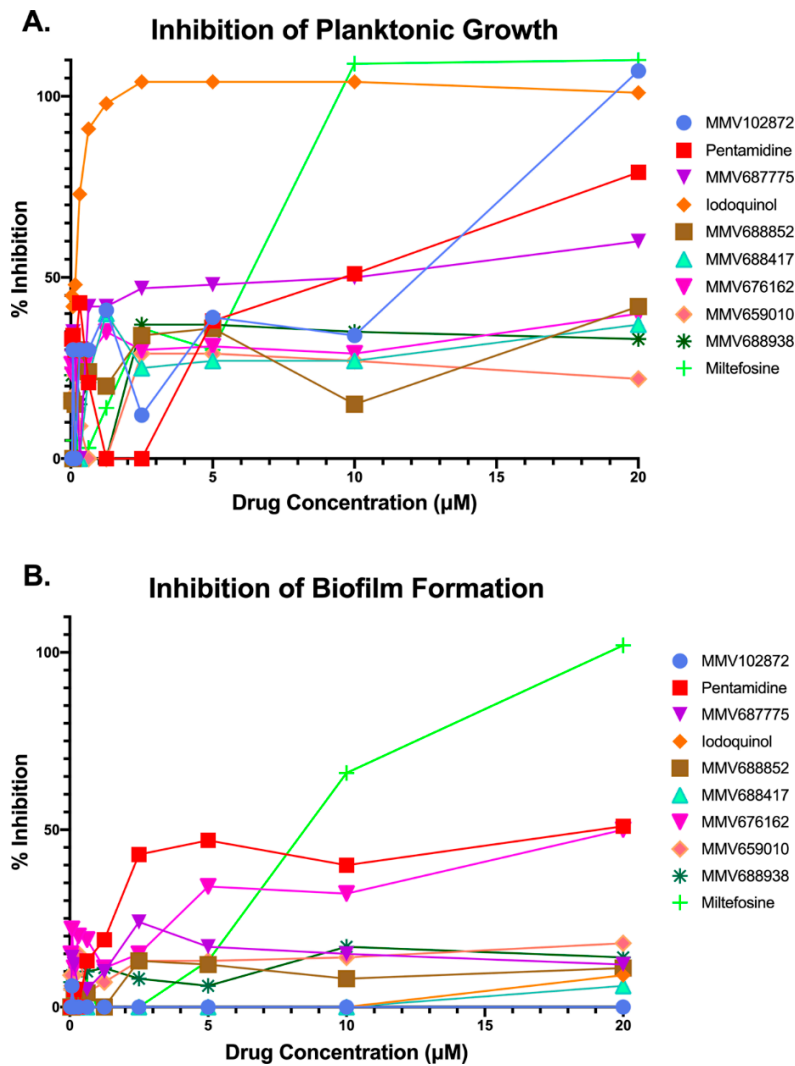 A.
Inhibition of Planktonic Growth
% Inhibition
100
50
0
0
5
10
15
20
Drug Concentration (µM)
MMV102872
Pentamidine
MMV687775
Iodoquinol
MMV688852
MMV688417
MMV676162
MMV659010
MMV688938
Miltefosine
B.
Inhibition of Biofilm Formation
% Inhibition
100
50
0
0
5
10
15
20
Drug Concentration (µM)
MMV102872
Pentamidine
MMV687775
Iodoquinol
MMV688852
MMV688417
MMV676162
MMV659010
MMV688938
Miltefosine